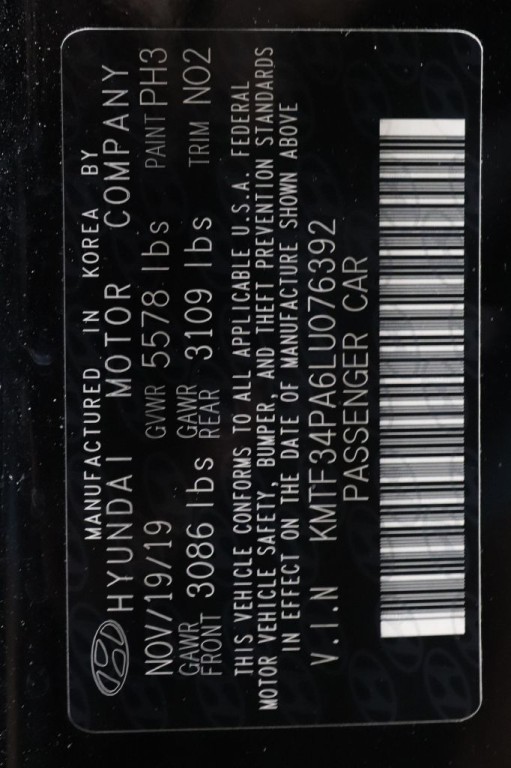 MANUFACTURED IN KOREA BY
HYUNDAI MOTOR COMPANY
NOV/19/19 GVWR 5578 lbs PAINT PH3
GAWR FRONT 3086 lbs GAWR REAR 3109 lbs TRIM NO2
THIS VEHICLE CONFORMS TO ALL APPLICABLE U.S.A. FEDERAL
MOTOR VEHICLE SAFETY, BUMPER, AND THEFT PREVENTION STANDARDS
IN EFFECT ON THE DATE OF MANUFACTURE SHOWN ABOVE
V.I.N KMTF34PA6LU076392
PASSENGER CAR